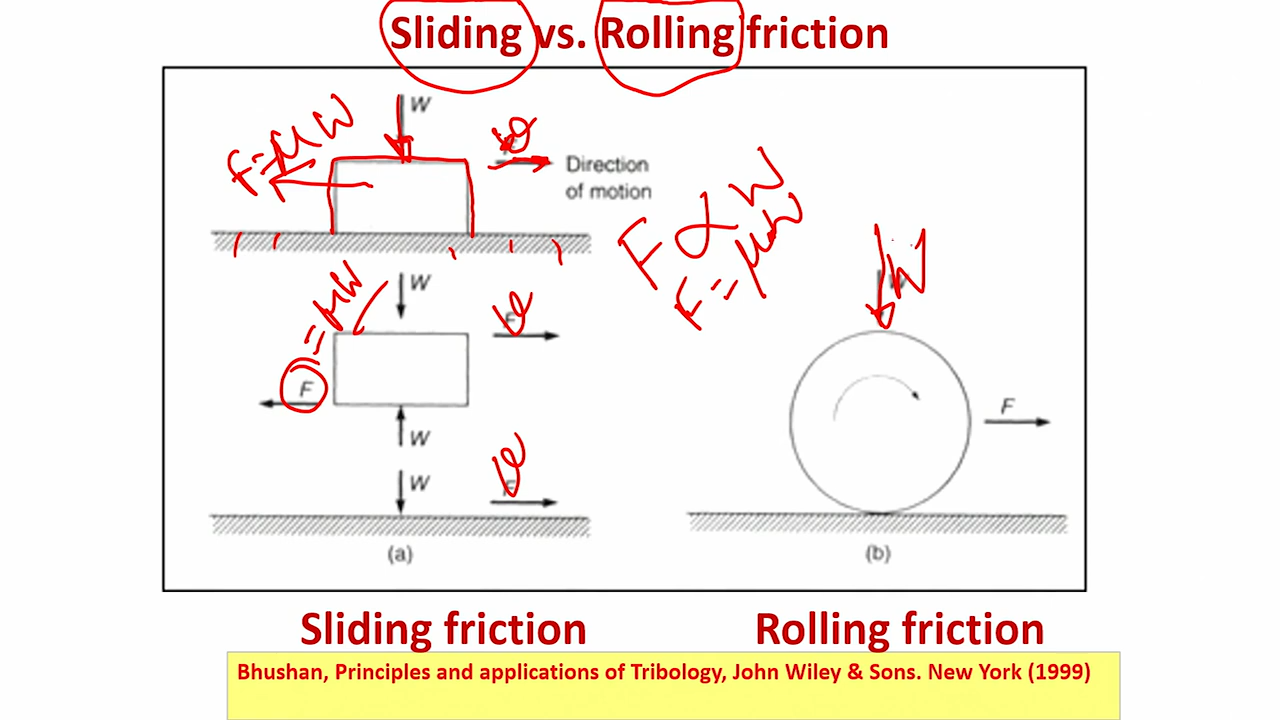 Sliding vs. Rolling friction
W
F = μW
v
Direction
of motion
F ∝ W
F = μW
W
= μW
v
F
W
W
v
W
F
(a)
(b)
Sliding friction
Rolling friction
Bhushan, Principles and applications of Tribology, John Wiley & Sons. New York (1999)